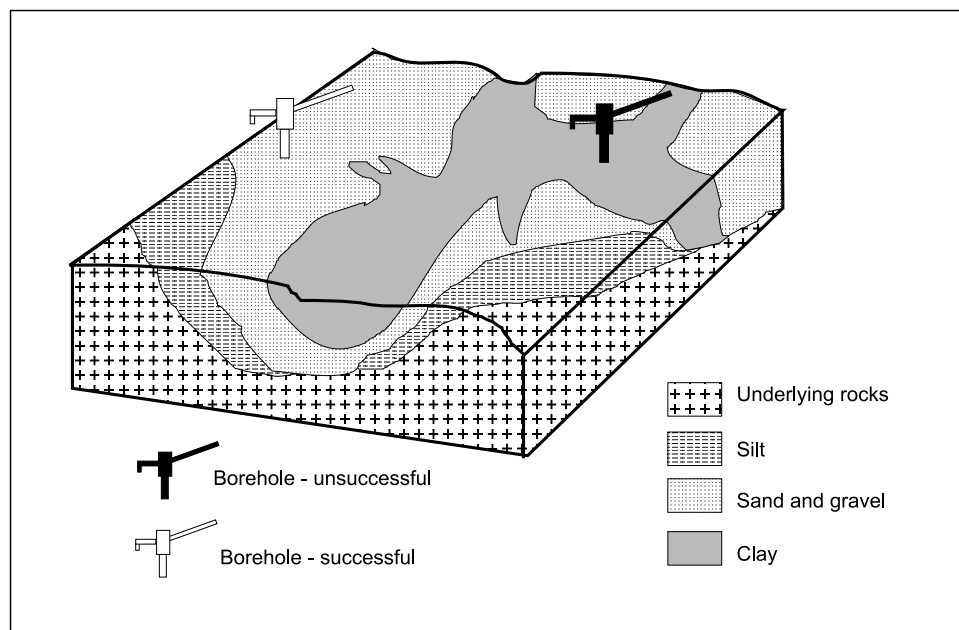 Underlying rocks
Silt
Borehole - unsuccessful
Sand and gravel
Borehole - successful
Clay